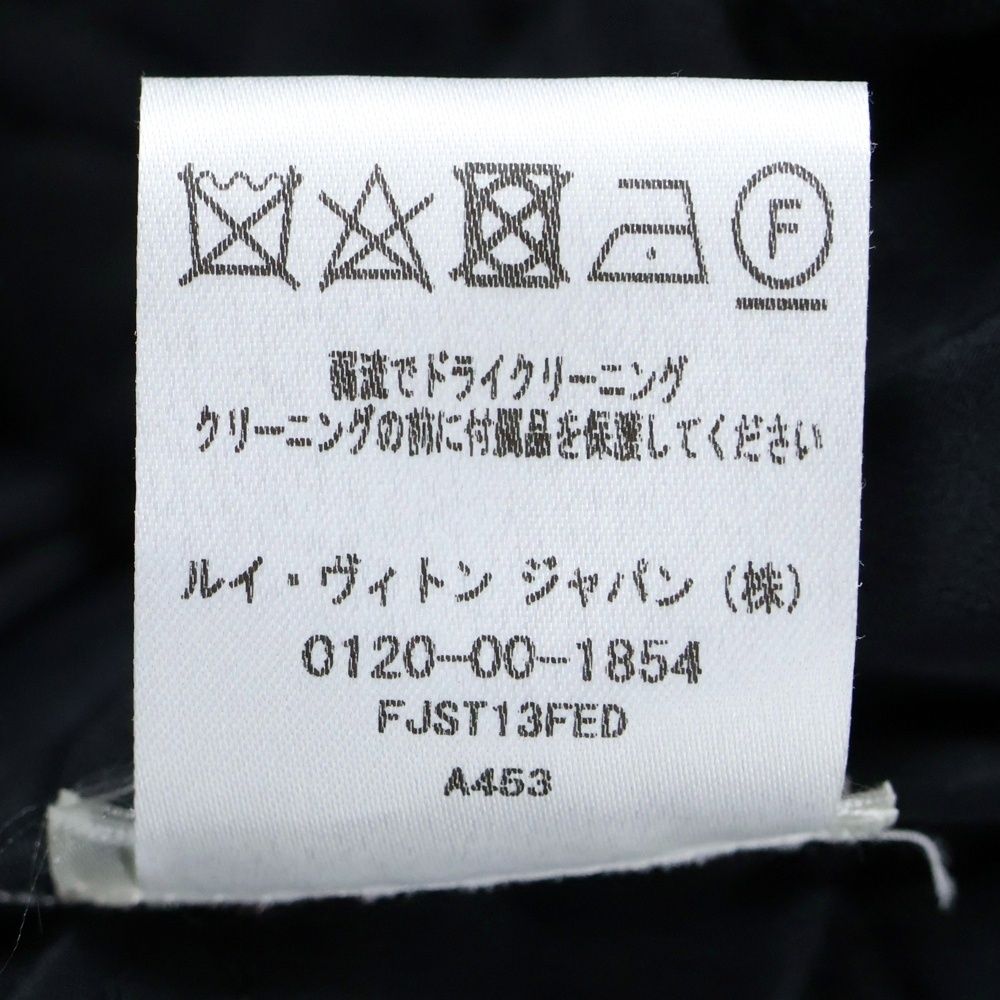 F
弱流でドライクリーニング
クリーニングの前に付属品を保護してください
ルイ・ヴィトン ジャパン (株)
0120-00-1854
FJST13FED
A453